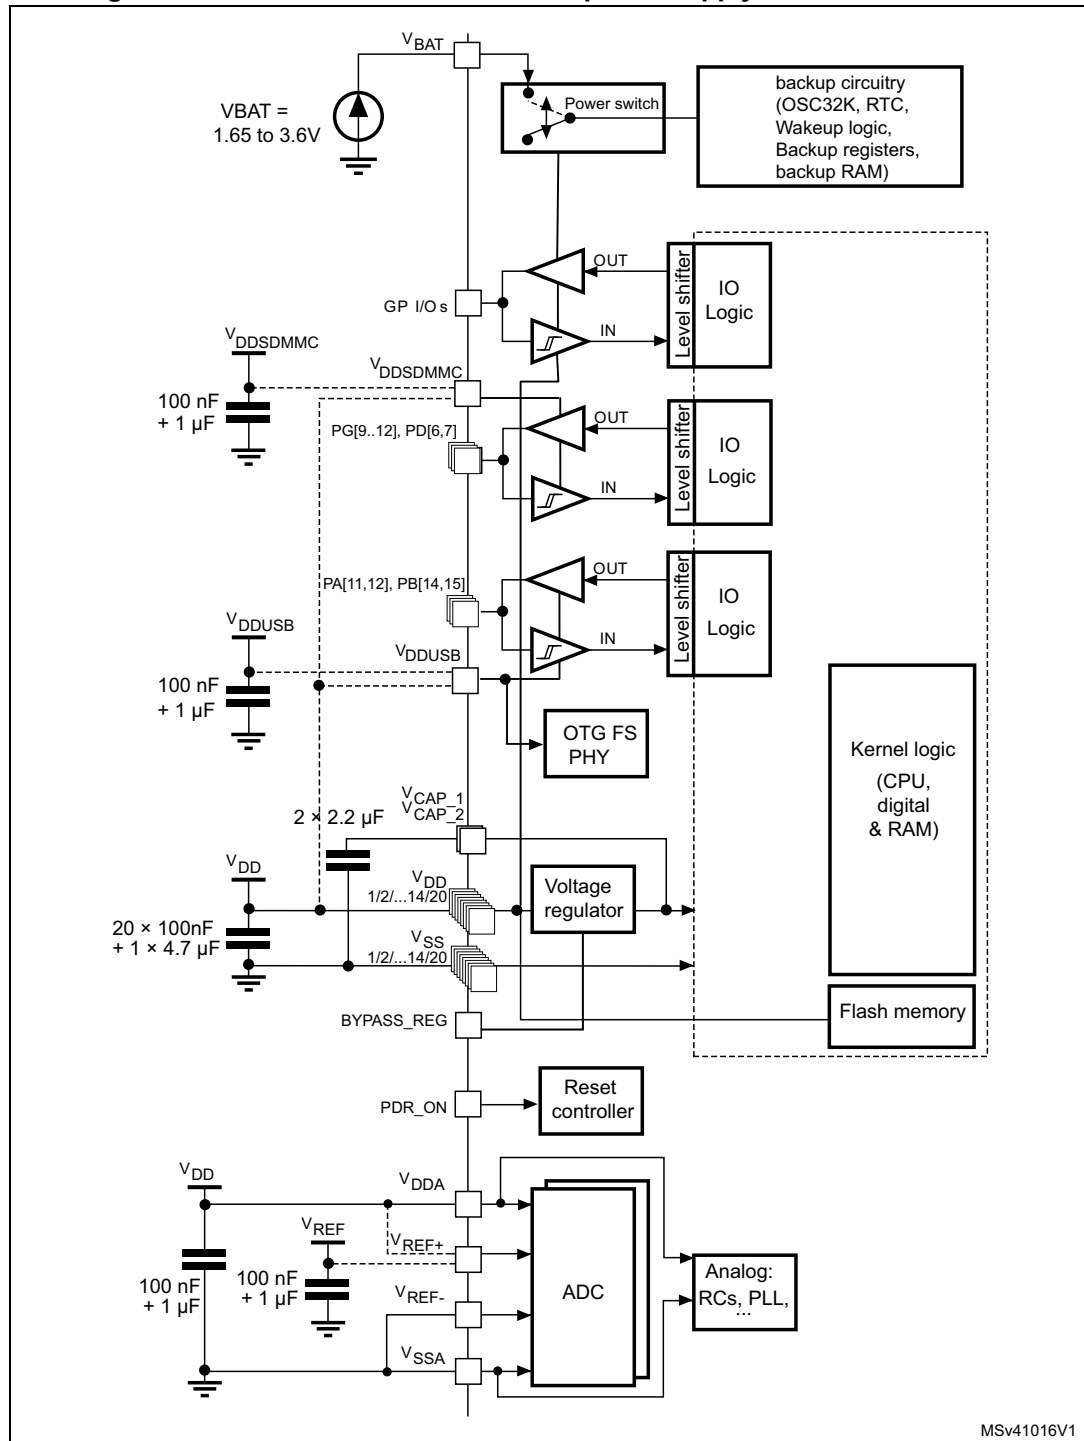 VBAT
VBAT =
1.65 to 3.6V
Power switch
backup circuitry
(OSC32K, RTC,
Wakeup logic,
Backup registers,
backup RAM)
OUT
GP I/Os
IN
Level shifter
IO
Logic
VDDSDMMC
100 nF
+ 1 µF
VDDSDMMC
PG[9..12], PD[6,7]
OUT
IN
Level shifter
IO
Logic
PA[11,12], PB[14,15]
OUT
IN
Level shifter
IO
Logic
VDDUSB
100 nF
+ 1 µF
VDDUSB
OTG FS
PHY
Kernel logic
(CPU,
digital
& RAM)
VCAP_1
VCAP_2
2 × 2.2 µF
VDD
20 × 100nF
+ 1 × 4.7 µF
VDD
1/2/...14/20
Voltage
regulator
VSS
1/2/...14/20
BYPASS_REG
Flash memory
PDR_ON
Reset
controller
VDD
100 nF
+ 1 µF
VDDA
VREF
100 nF
+ 1 µF
VREF+
VREF-
VSSA
ADC
Analog:
RCs, PLL,
...
MSv41016V1